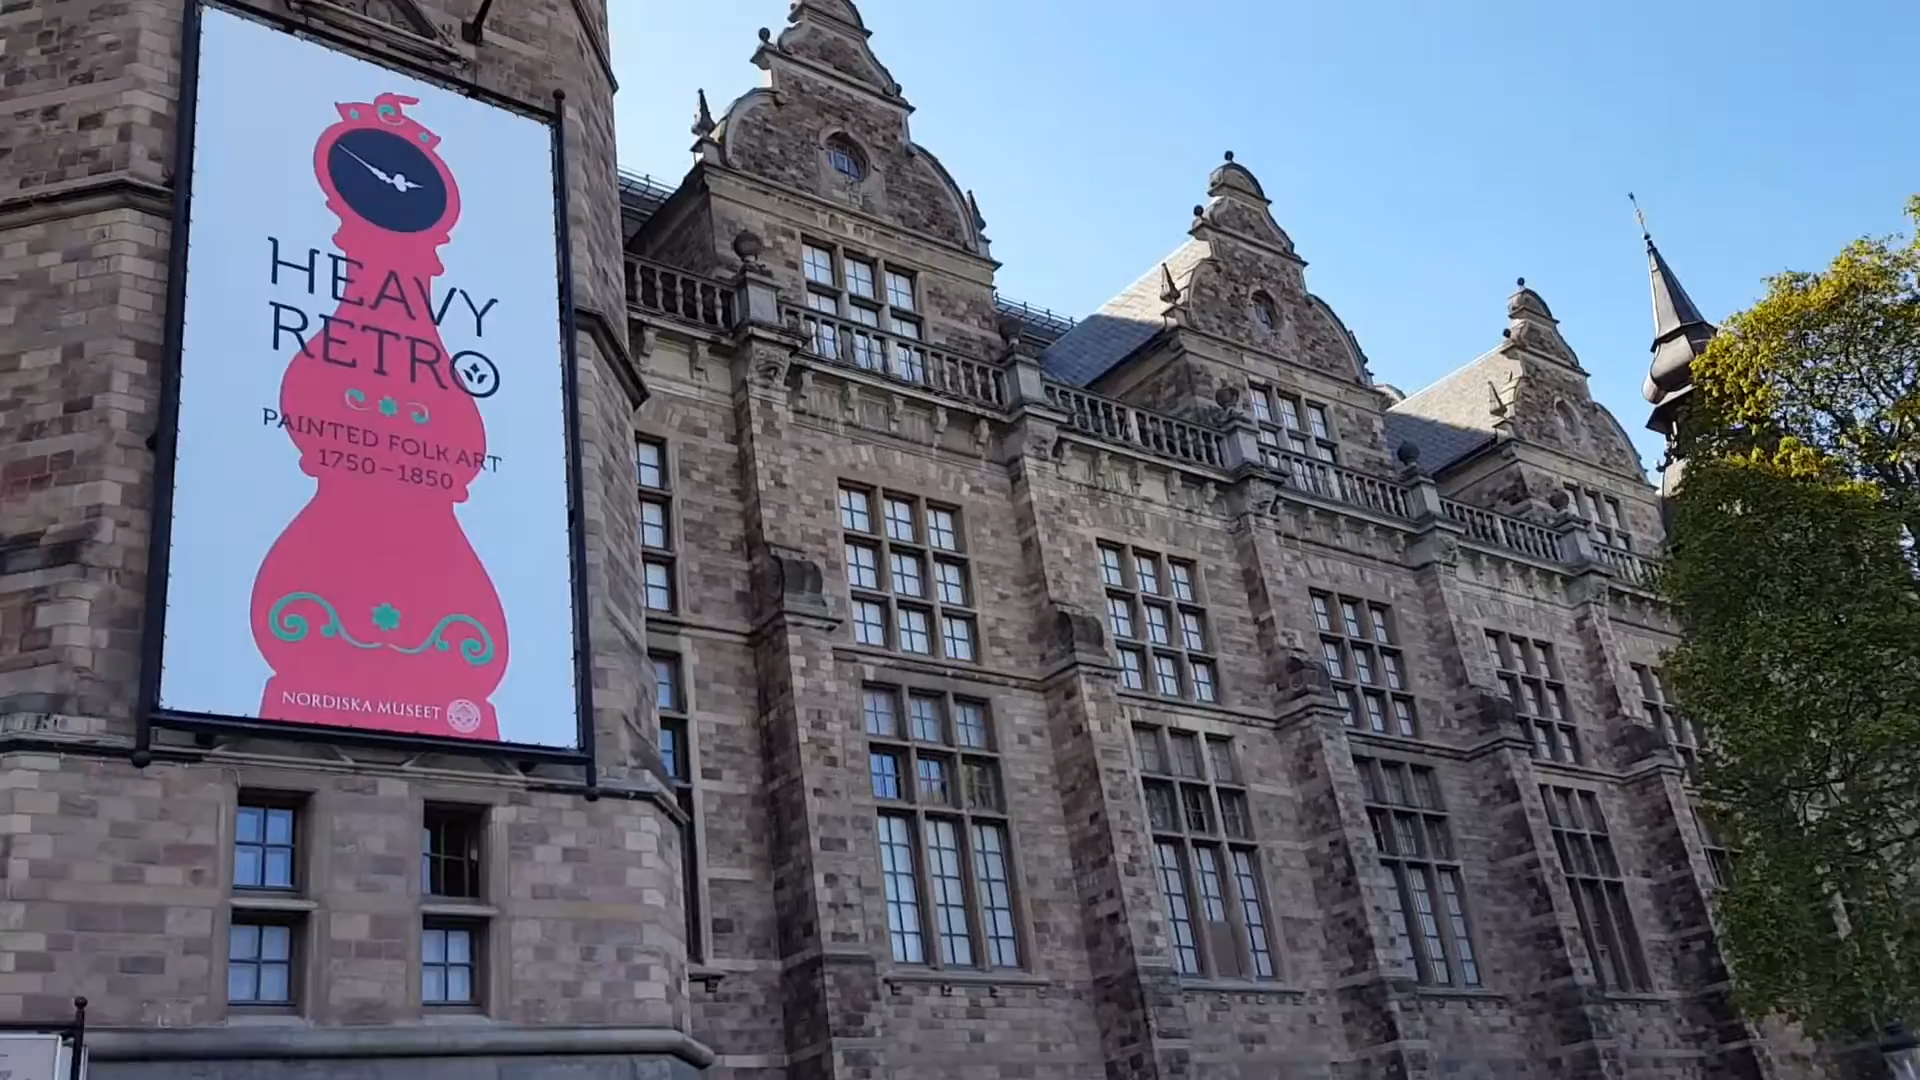 HEAVY
RETRO
PAINTED FOLK ART
1750–1850
NORDISKA MUSEET